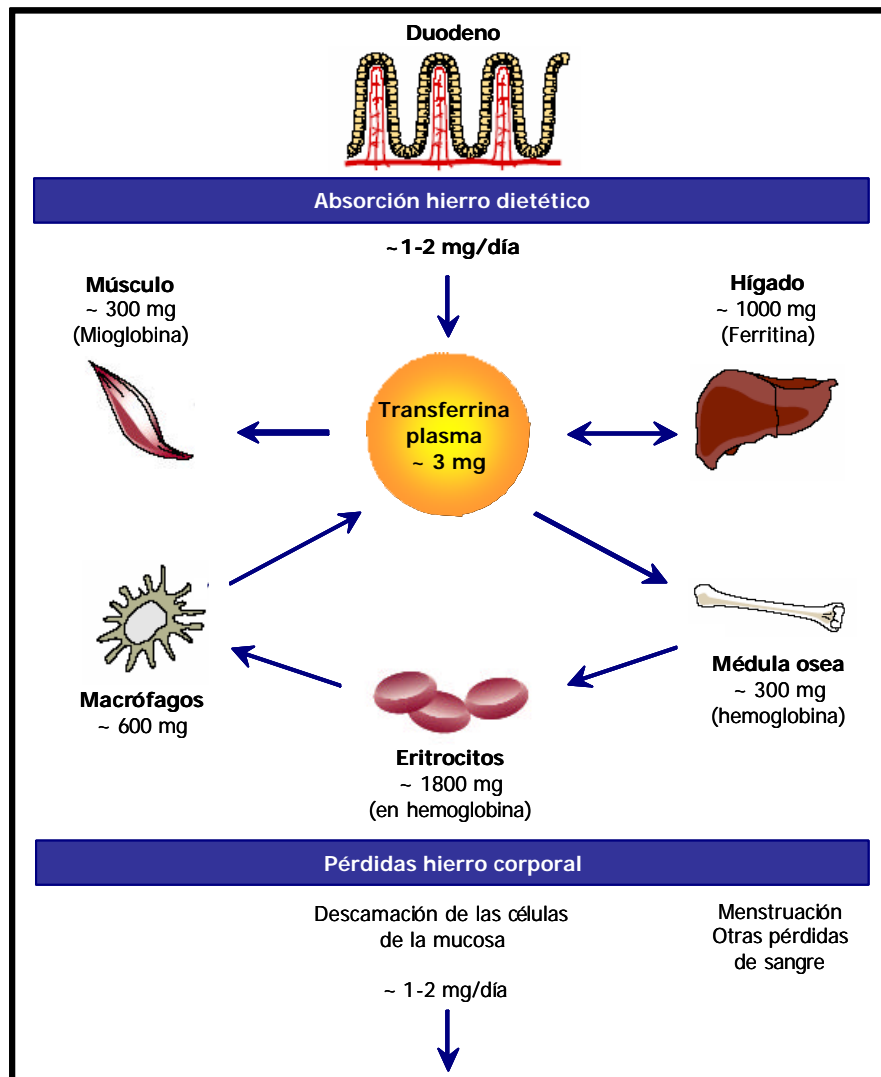 Duodeno
Absorción hierro dietético
~1-2 mg/día
Músculo
~ 300 mg
(Mioglobina)
Hígado
~ 1000 mg
(Ferritina)
Transferrina
plasma
~ 3 mg
Macrófagos
~ 600 mg
Médula osea
~ 300 mg
(hemoglobina)
Eritrocitos
~ 1800 mg
(en hemoglobina)
Pérdidas hierro corporal
Descamación de las células
de la mucosa
~ 1-2 mg/día
Menstruación
Otras pérdidas
de sangre